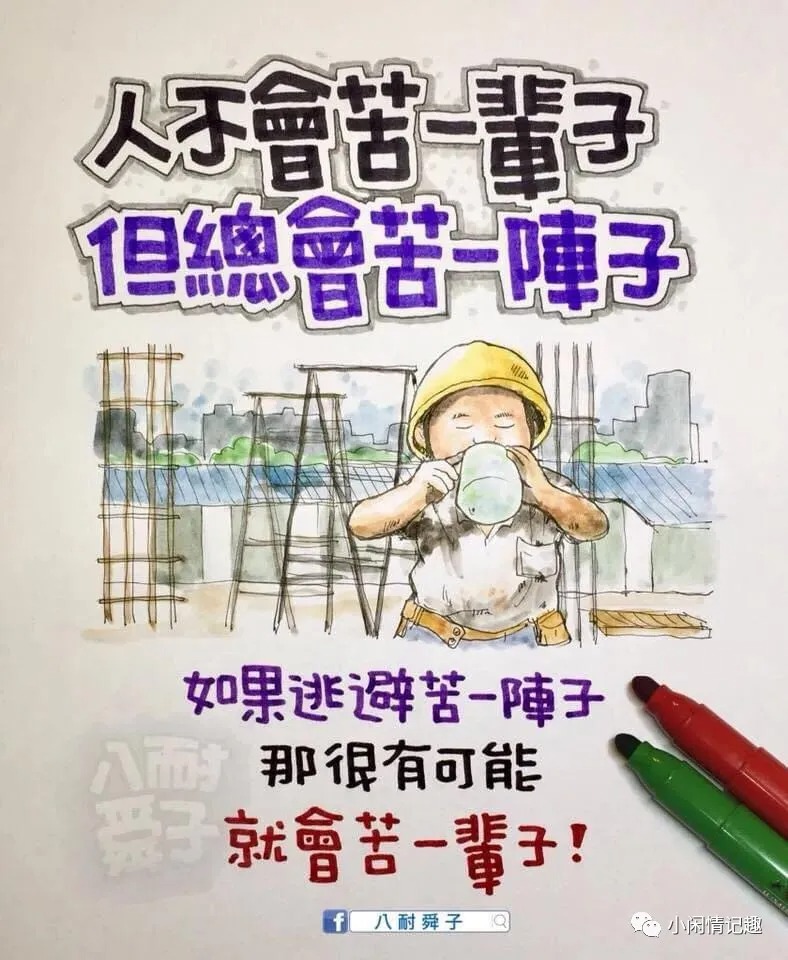 人不會苦一輩子
但總會苦一陣子
如果逃避苦一陣子
那很有可能
就會苦一輩子！
八耐舜子
f 八耐舜子
小闲情记趣